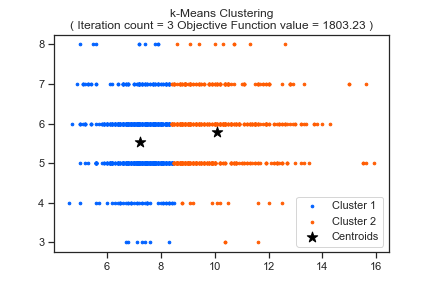 k-Means Clustering
( Iteration count = 3 Objective Function value = 1803.23 )
8
7
6
5
4
3
Cluster 1
Cluster 2
Centroids
6 8 10 12 14 16